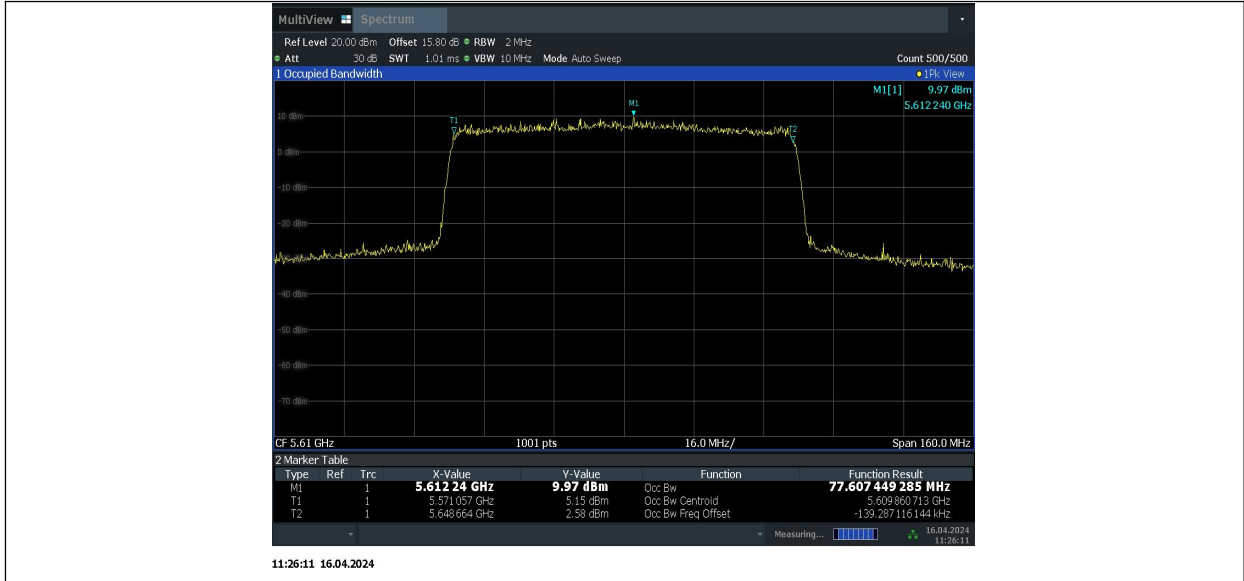 MultiView Spectrum
Ref Level 20.00 dBm Offset 15.80 dB RBW 2 MHz
Att 30 dB SWT 1.01 ms VBW 10 MHz Mode Auto Sweep Count 500/500
1 Occupied Bandwidth 1Pk View
M1[1] 9.97 dBm
5.612 240 GHz
M1
10 dBm
T1
T2
0 dBm
-10 dBm
-20 dBm
-40 dBm
-50 dBm
-60 dBm
-70 dBm
CF 5.61 GHz 1001 pts 16.0 MHz/ Span 160.0 MHz
2 Marker Table
Type Ref Trc X-Value Y-Value Function Function Result
M1 1 5.612 24 GHz 9.97 dBm Occ Bw 77.607 449 285 MHz
T1 1 5.571 057 GHz 5.15 dBm Occ Bw Centroid 5.609 860 713 GHz
T2 1 5.648 664 GHz 2.58 dBm Occ Bw Freq Offset -139.287 116 144 kHz
Measuring... 16.04.2024
11:26:11
11:26:11 16.04.2024